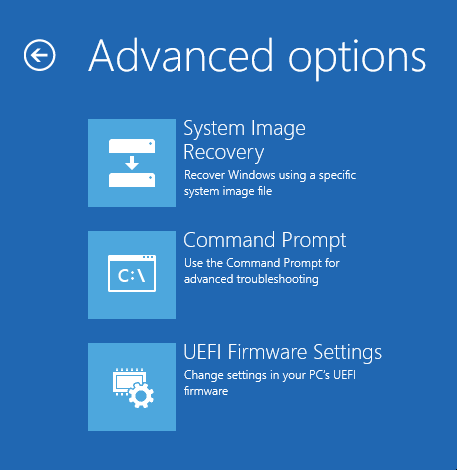 Advanced options
System Image
Recovery
Recover Windows using a specific
system image file
C:\
Command Prompt
Use the Command Prompt for
advanced troubleshooting
UEFI Firmware Settings
Change settings in your PC's UEFI
firmware